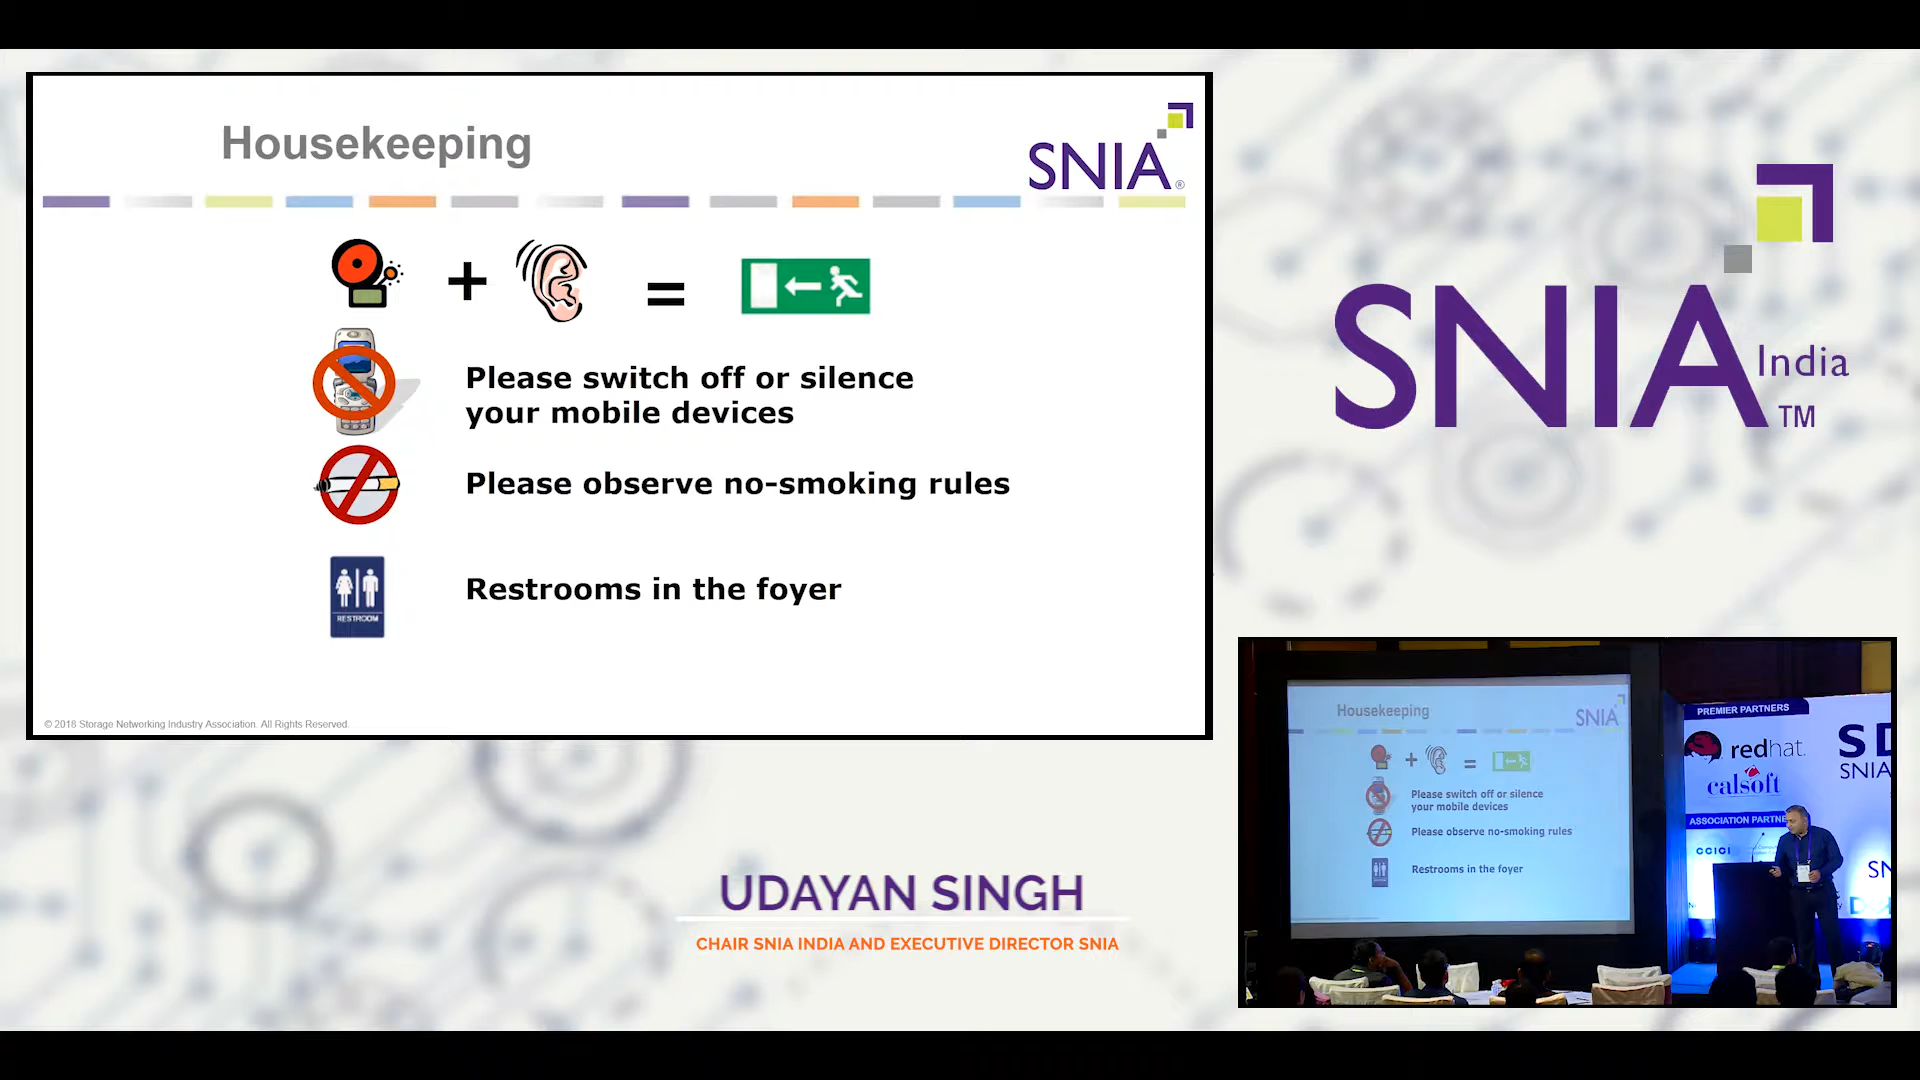 Housekeeping
SNIA®
+
=
Please switch off or silence
your mobile devices
Please observe no-smoking rules
RESTROOM
Restrooms in the foyer
© 2018 Storage Networking Industry Association. All Rights Reserved.
SNIA India
TM
UDAYAN SINGH
CHAIR SNIA INDIA AND EXECUTIVE DIRECTOR SNIA
Housekeeping
SNIA
+
=
Please switch off or silence
your mobile devices
Please observe no-smoking rules
Restrooms in the foyer
PREMIER PARTNERS
redhat.
calsoft
ASSOCIATION PARTNE
CCICI
SD
SNIA
SN